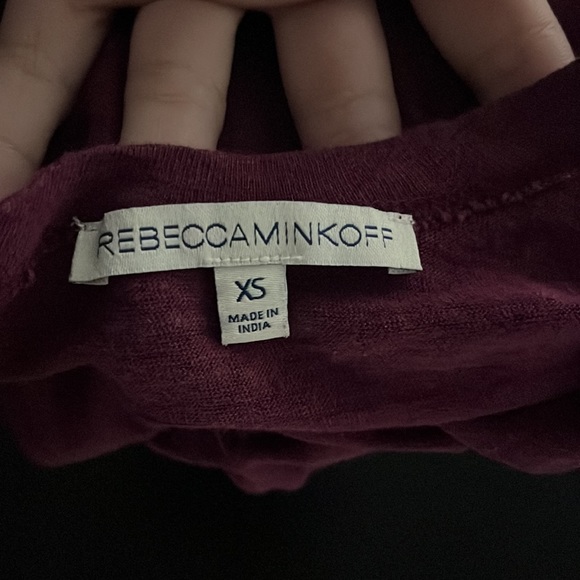 REBECCAMINKOFF
XS
MADE IN
INDIA